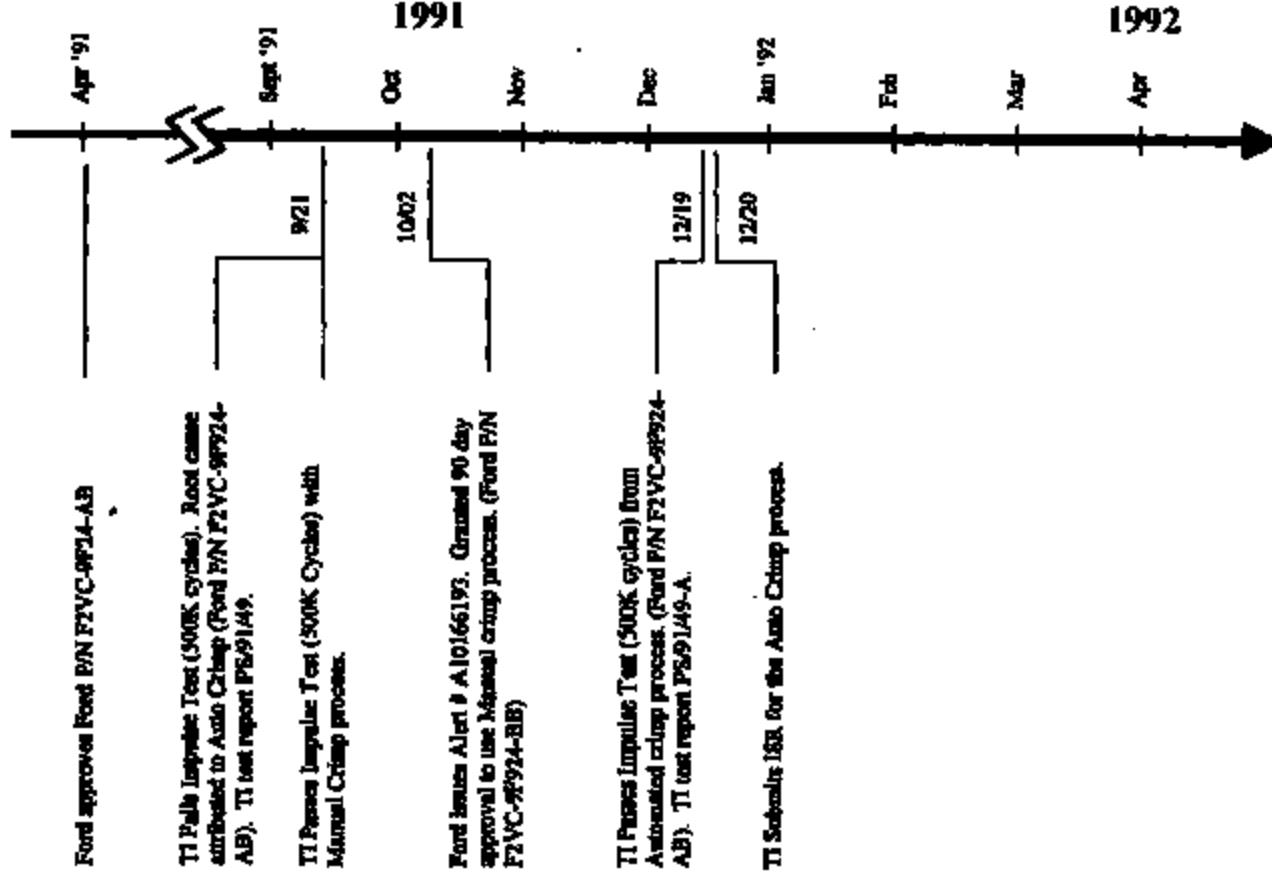 1991
1992
Apr '91
Sept '91
Oct
Nov
Dec
Jan '92
Feb
Mar
Apr
9/21
10/02
12/19
12/20
Ford approves Ford P/N F2VC-9F924-AB
TI Fails Impulse Test (500K cycles). Root cause
attributed to Auto Crimp (Ford P/N F2VC-9F924-
AB). TI test report PS/91/49.
TI Passes Impulse Test (500K Cycles) with
Manual Crimp process.
Ford Issues Alert # A10166193. Granted 90 day
approval to use Manual crimp process. (Ford P/N
F2VC-9F924-BB)
TI Passes Impulse Test (500K cycles) from
Automated crimp process. (Ford P/N F2VC-9F924-
AB). TI test report PS/91/49-A.
TI Submits ISR for the Auto Crimp process.